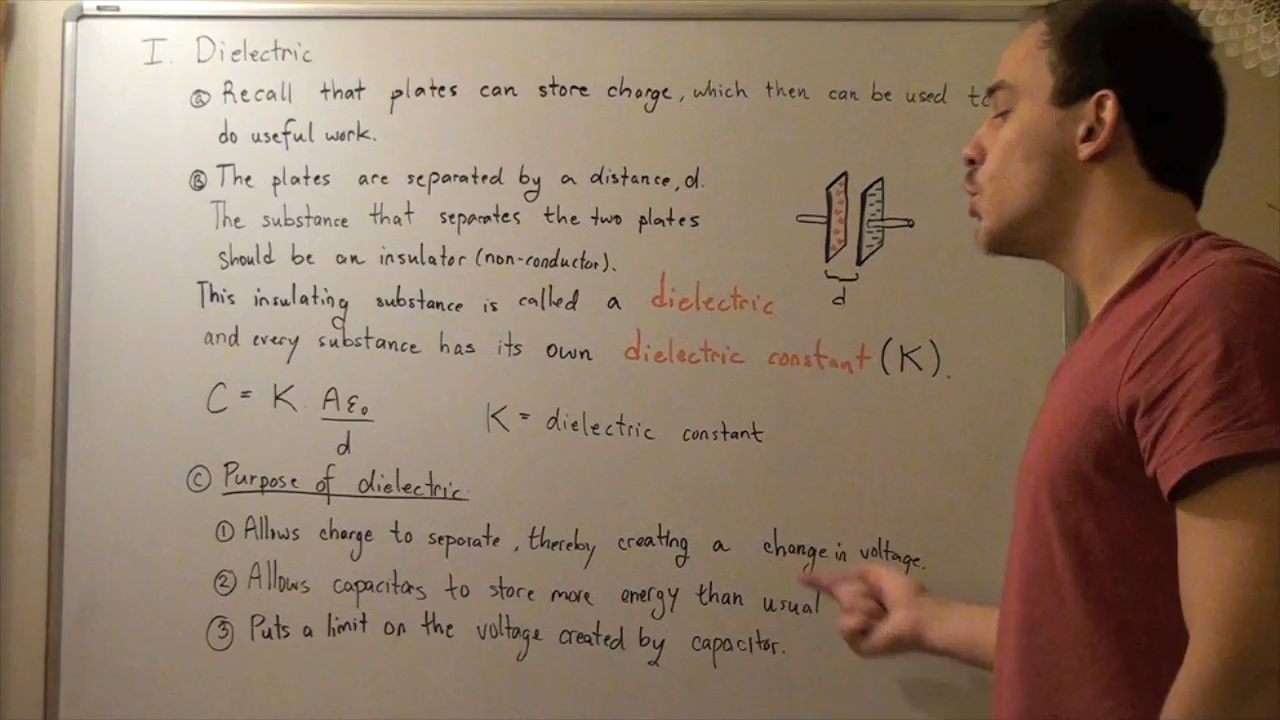 I. Dielectric
ⓐ Recall that plates can store charge, which then can be used to
do useful work.
Ⓑ The plates are separated by a distance, d.
The substance that separates the two plates
should be an insulator (non-conductor).
d
This insulating substance is called a dielectric
and every substance has its own dielectric constant (K).
C = K · Aε₀/d
K = dielectric constant
Ⓒ Purpose of dielectric.
① Allows charge to separate, thereby creating a change in voltage.
② Allows capacitors to store more energy than usual
③ Puts a limit on the voltage created by capacitor.